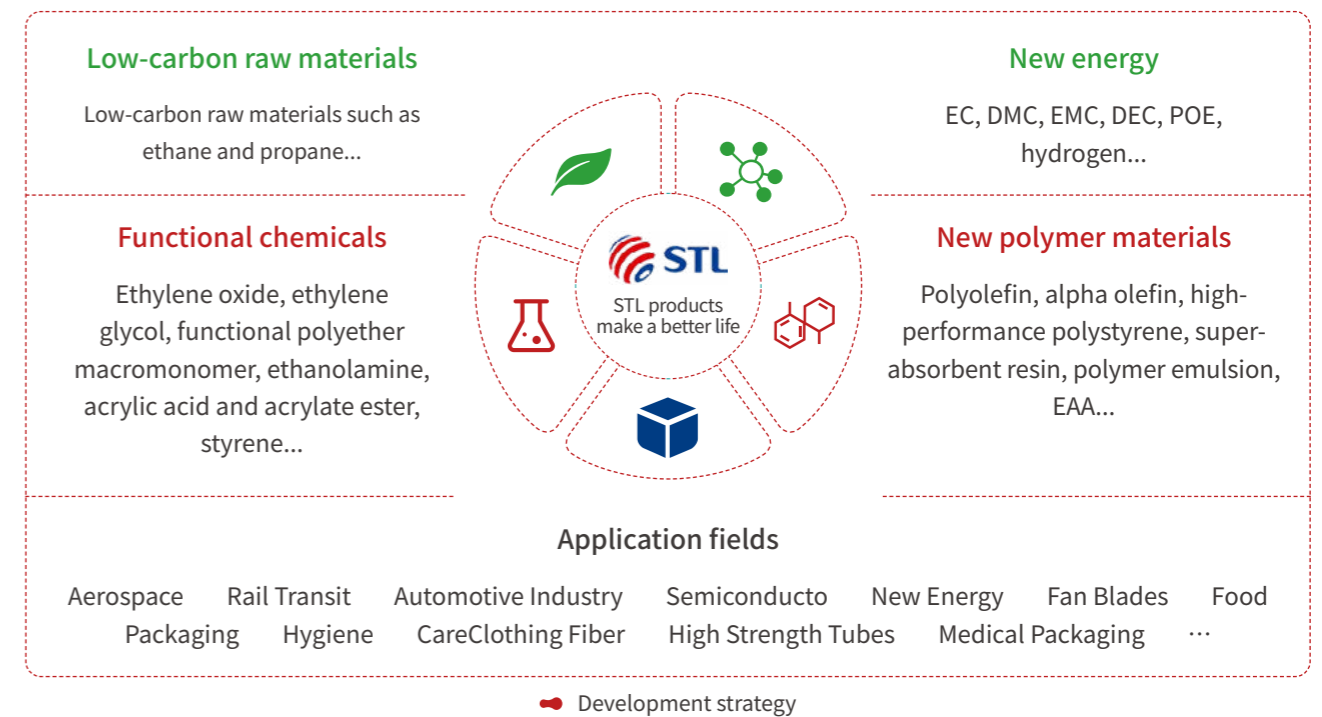 Low-carbon raw materials
Low-carbon raw materials such as
ethane and propane...
New energy
EC, DMC, EMC, DEC, POE,
hydrogen...
Functional chemicals
Ethylene oxide, ethylene
glycol, functional polyether
macromonomer, ethanolamine,
acrylic acid and acrylate ester,
styrene...
STL
STL products
make a better life
New polymer materials
Polyolefin, alpha olefin, high-
performance polystyrene, super-
absorbent resin, polymer emulsion,
EAA...
Application fields
Aerospace Rail Transit Automotive Industry Semiconducto New Energy Fan Blades Food
Packaging Hygiene CareClothing Fiber High Strength Tubes Medical Packaging ···
Development strategy